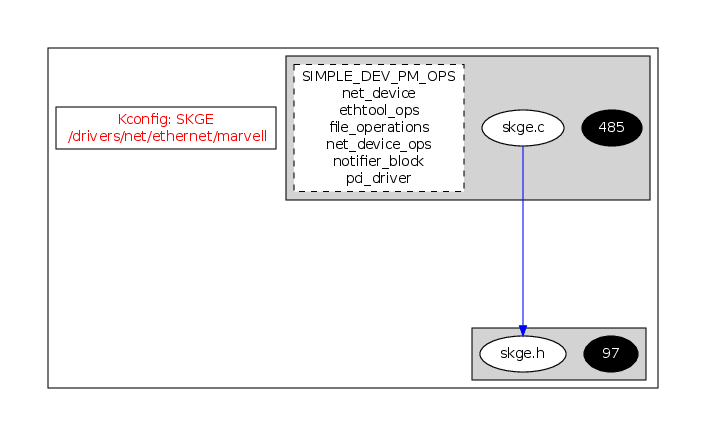 Kconfig: SKGE
/drivers/net/ethernet/marvell
SIMPLE_DEV_PM_OPS
net_device
ethtool_ops
file_operations
net_device_ops
notifier_block
pci_driver
skge.c
485
skge.h
97